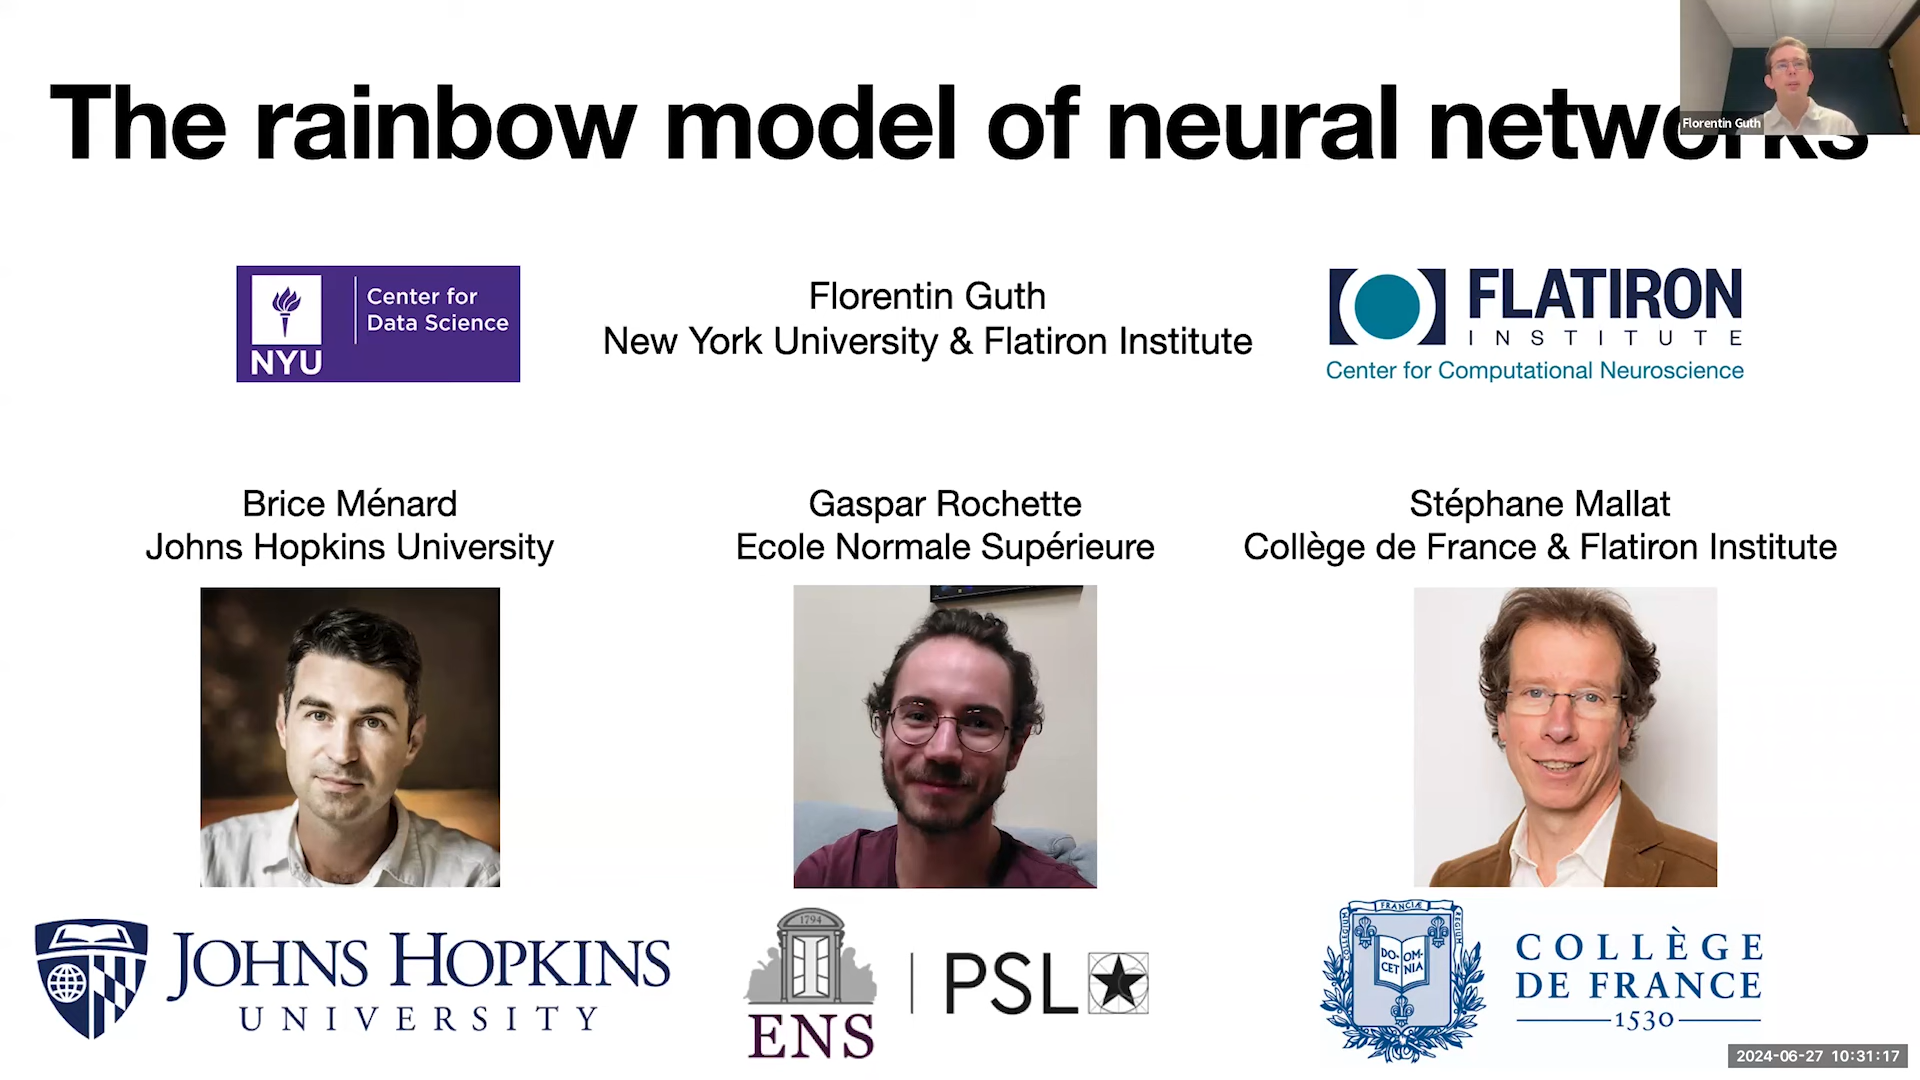 The rainbow model of neural networks
Florentin Guth
NYU
Center for
Data Science
Florentin Guth
New York University & Flatiron Institute
FLATIRON
INSTITUTE
Center for Computational Neuroscience
Brice Ménard
Johns Hopkins University
Gaspar Rochette
Ecole Normale Supérieure
Stéphane Mallat
Collège de France & Flatiron Institute
JOHNS HOPKINS
UNIVERSITY
1794
ENS
PSL
COLLEGIUM FRANCIÆ REGIUM
DO- OM-
CET NIA
COLLÈGE
DE FRANCE
1530
2024-06-27 10:31:17